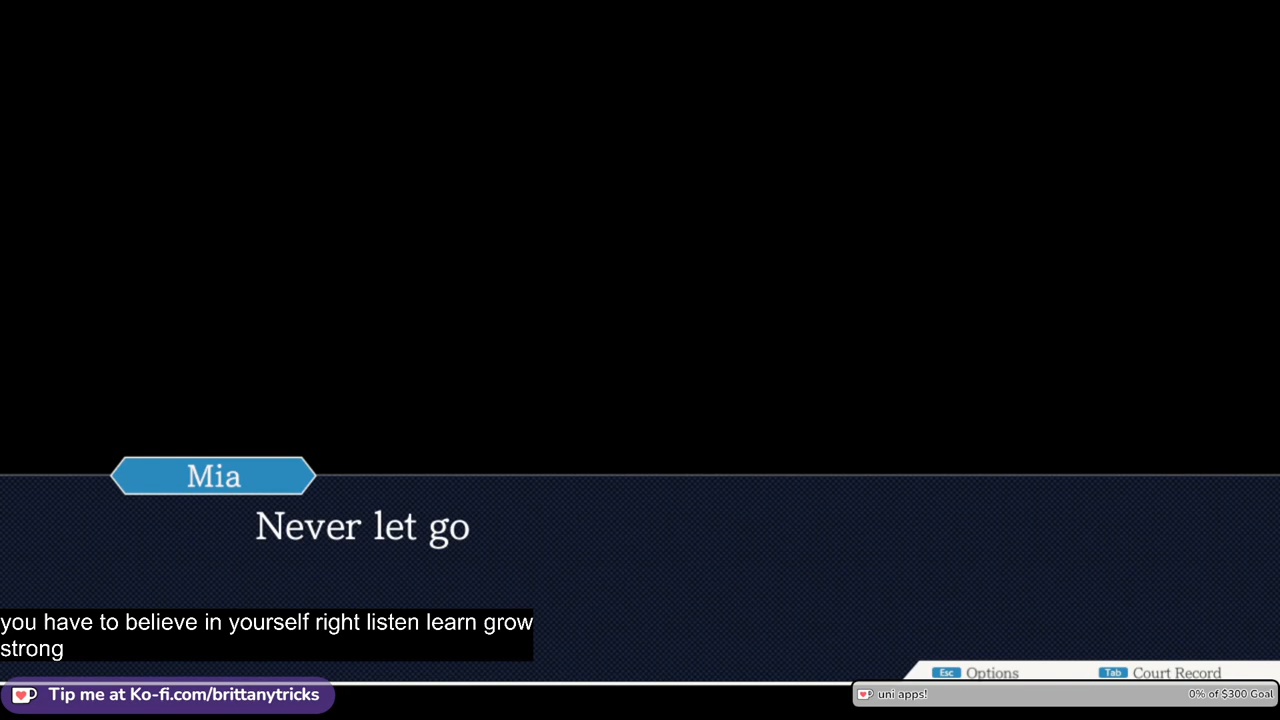 Mia
Never let go
you have to believe in yourself right listen learn grow
strong
Esc Options
Tab Court Record
Tip me at Ko-fi.com/brittanytricks
uni apps!
0% of $300 Goal